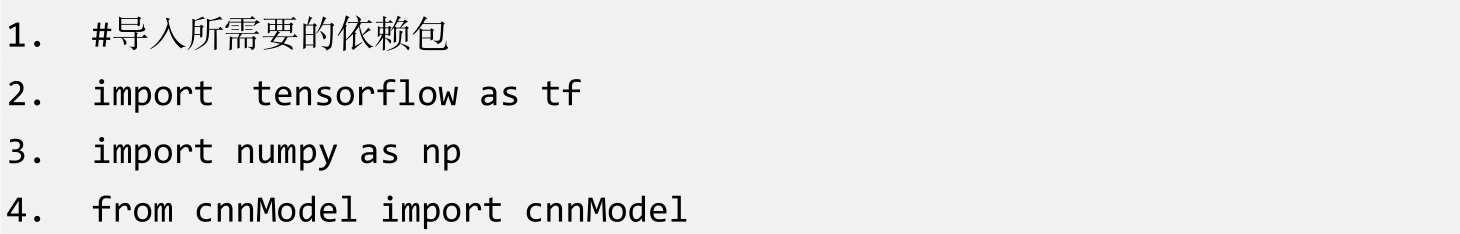 1. #导入所需要的依赖包
2. import  tensorflow as tf
3. import numpy as np
4. from cnnModel import cnnModel